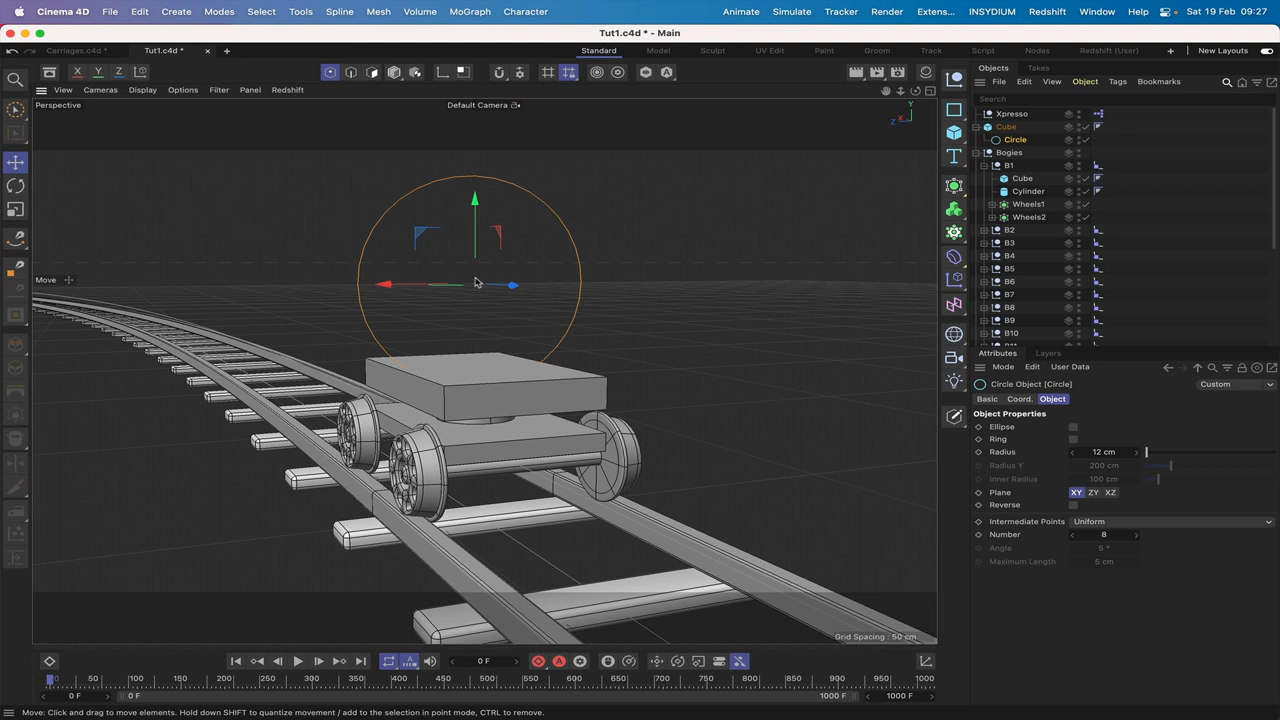 Cinema 4D File Edit Create Modes Select Tools Spline Mesh Volume MoGraph Character Animate Simulate Tracker Render Extens... INSYDIUM Redshift Window Help Sat 19 Feb 09:27
Tut1.c4d * - Main
Carriages.c4d * Tut1.c4d * Standard Model Sculpt UV Edit Paint Groom Track Script Nodes Redshift (User) New Layouts
X Y Z
View Cameras Display Options Filter Panel Redshift
Perspective Default Camera
Y
X
Z
Move
Grid Spacing : 50 cm
Objects Takes
File Edit View Object Tags Bookmarks
Search
Xpresso
Cube
Circle
Bogies
B1
Cube
Cylinder
Wheels1
Wheels2
B2
B3
B4
B5
B6
B7
B8
B9
B10
Attributes Layers
Mode Edit User Data
Circle Object [Circle] Custom
Basic Coord. Object
Object Properties
Ellipse
Ring
Radius 12 cm
Radius Y 200 cm
Inner Radius 100 cm
Plane XY ZY XZ
Reverse
Intermediate Points Uniform
Number 8
Angle 5 °
Maximum Length 5 cm
0 F
0 50 100 150 200 250 300 350 400 450 500 550 600 650 700 750 800 850 900 950 1000
0 F 0 F 1000 F 1000 F
Move: Click and drag to move elements. Hold down SHIFT to quantize movement / add to the selection in point mode, CTRL to remove.